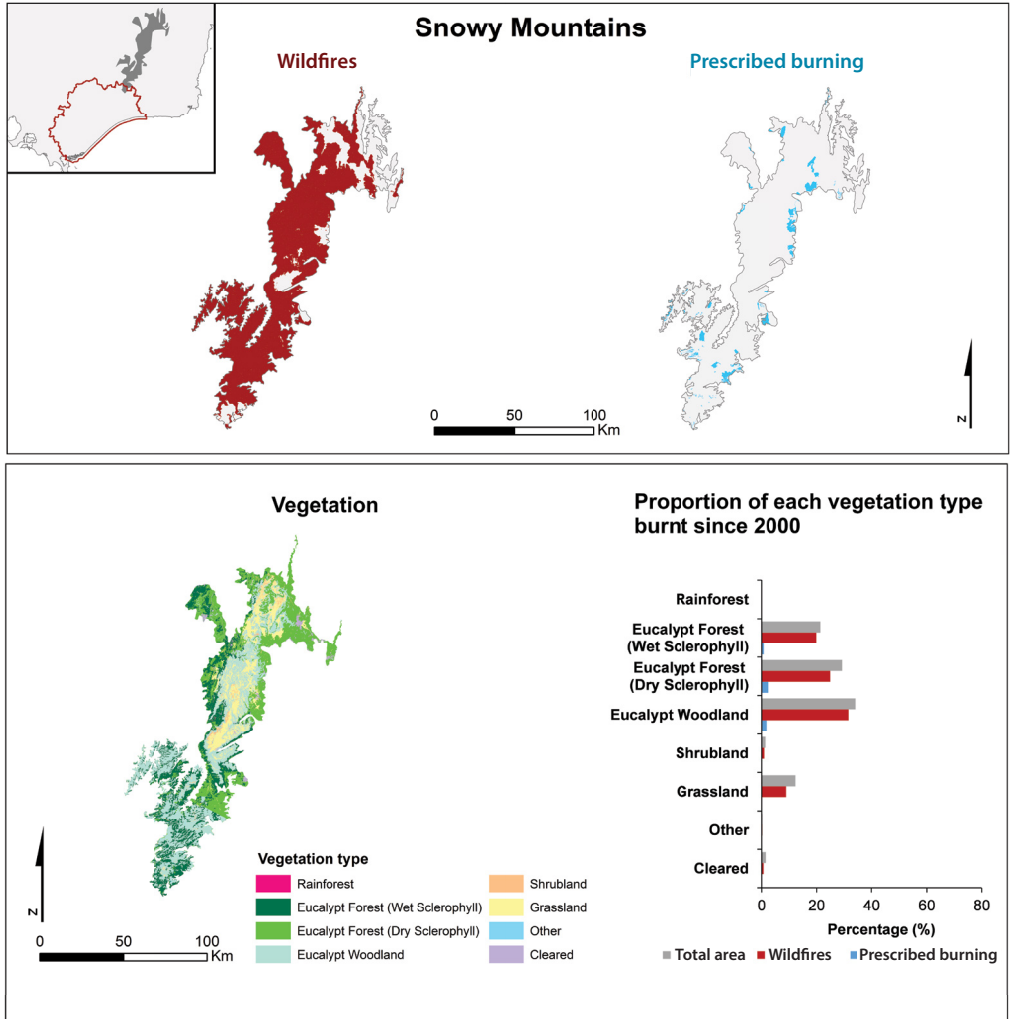 Snowy Mountains
Wildfires
Prescribed burning
0 50 100
Km
N
Vegetation
Proportion of each vegetation type
burnt since 2000
Rainforest
Eucalypt Forest
(Wet Sclerophyll)
Eucalypt Forest
(Dry Sclerophyll)
Eucalypt Woodland
Shrubland
Grassland
Other
Cleared
0 20 40 60 80
Percentage (%)
Total area Wildfires Prescribed burning
Vegetation type
Rainforest
Eucalypt Forest (Wet Sclerophyll)
Eucalypt Forest (Dry Sclerophyll)
Eucalypt Woodland
Shrubland
Grassland
Other
Cleared
N
0 50 100
Km